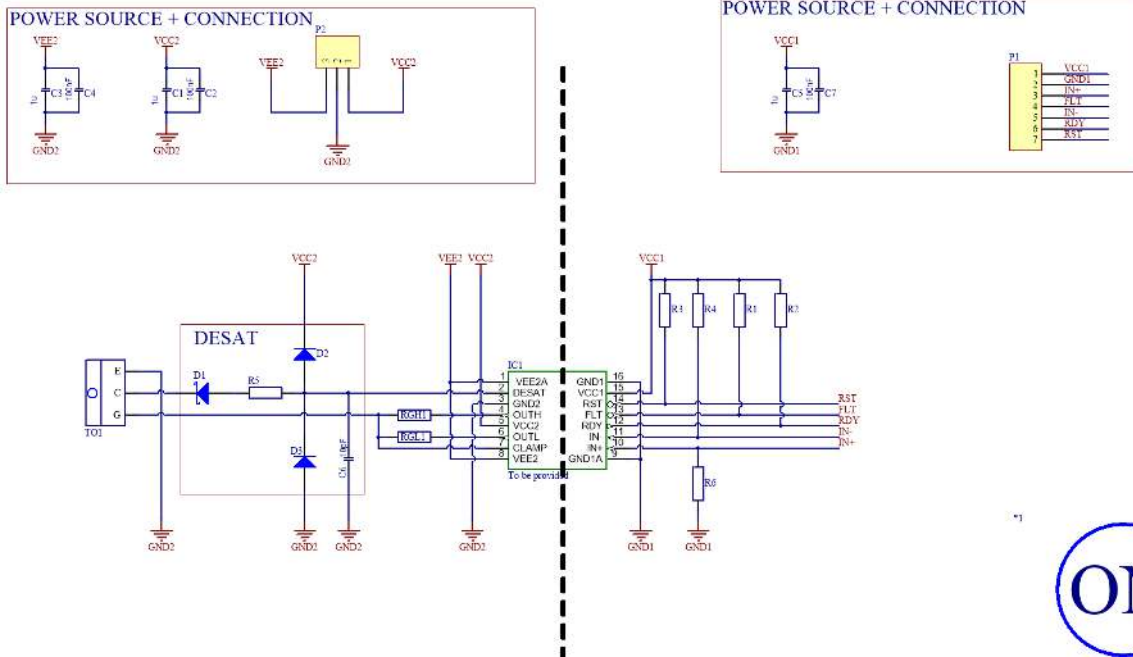 POWER SOURCE + CONNECTION
VEE2
1u
C3
100nF
C4
GND2
VCC2
1u
C1
100nF
C2
GND2
P2
3 2 1
VEE2
VCC2
GND2
POWER SOURCE + CONNECTION
VCC1
1u
C5
100nF
C7
GND1
P1
1 VCC1
2 GND1
3 IN+
4 FLT
5 IN-
6 RDY
7 RST
VCC2
VEE2
VCC2
VCC1
DESAT
D2
D1
R5
D3
C6
10pF
E
C
G
TO1
RGH1
RGL1
IC1
1 VEE2A
2 DESAT
3 GND2
4 OUTH
5 VCC2
6 OUTL
7 CLAMP
8 VEE2
GND1 16
VCC1 15
RST 14
FLT 13
RDY 12
IN- 11
IN+ 10
GND1A 9
To be provided
R3
R4
R1
R2
R6
RST
FLT
RDY
IN-
IN+
GND2
GND2
GND2
GND2
GND1
GND1
*1